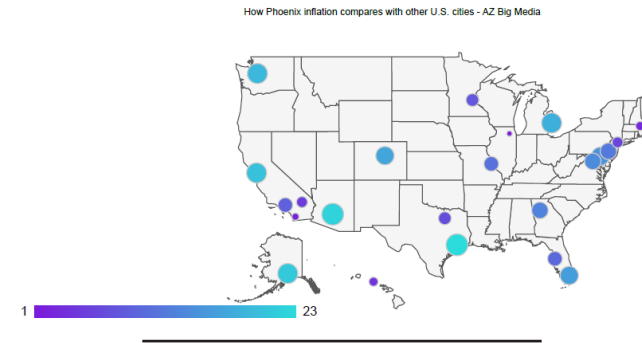 How Phoenix inflation compares with other U.S. cities - AZ Big Media
1 23